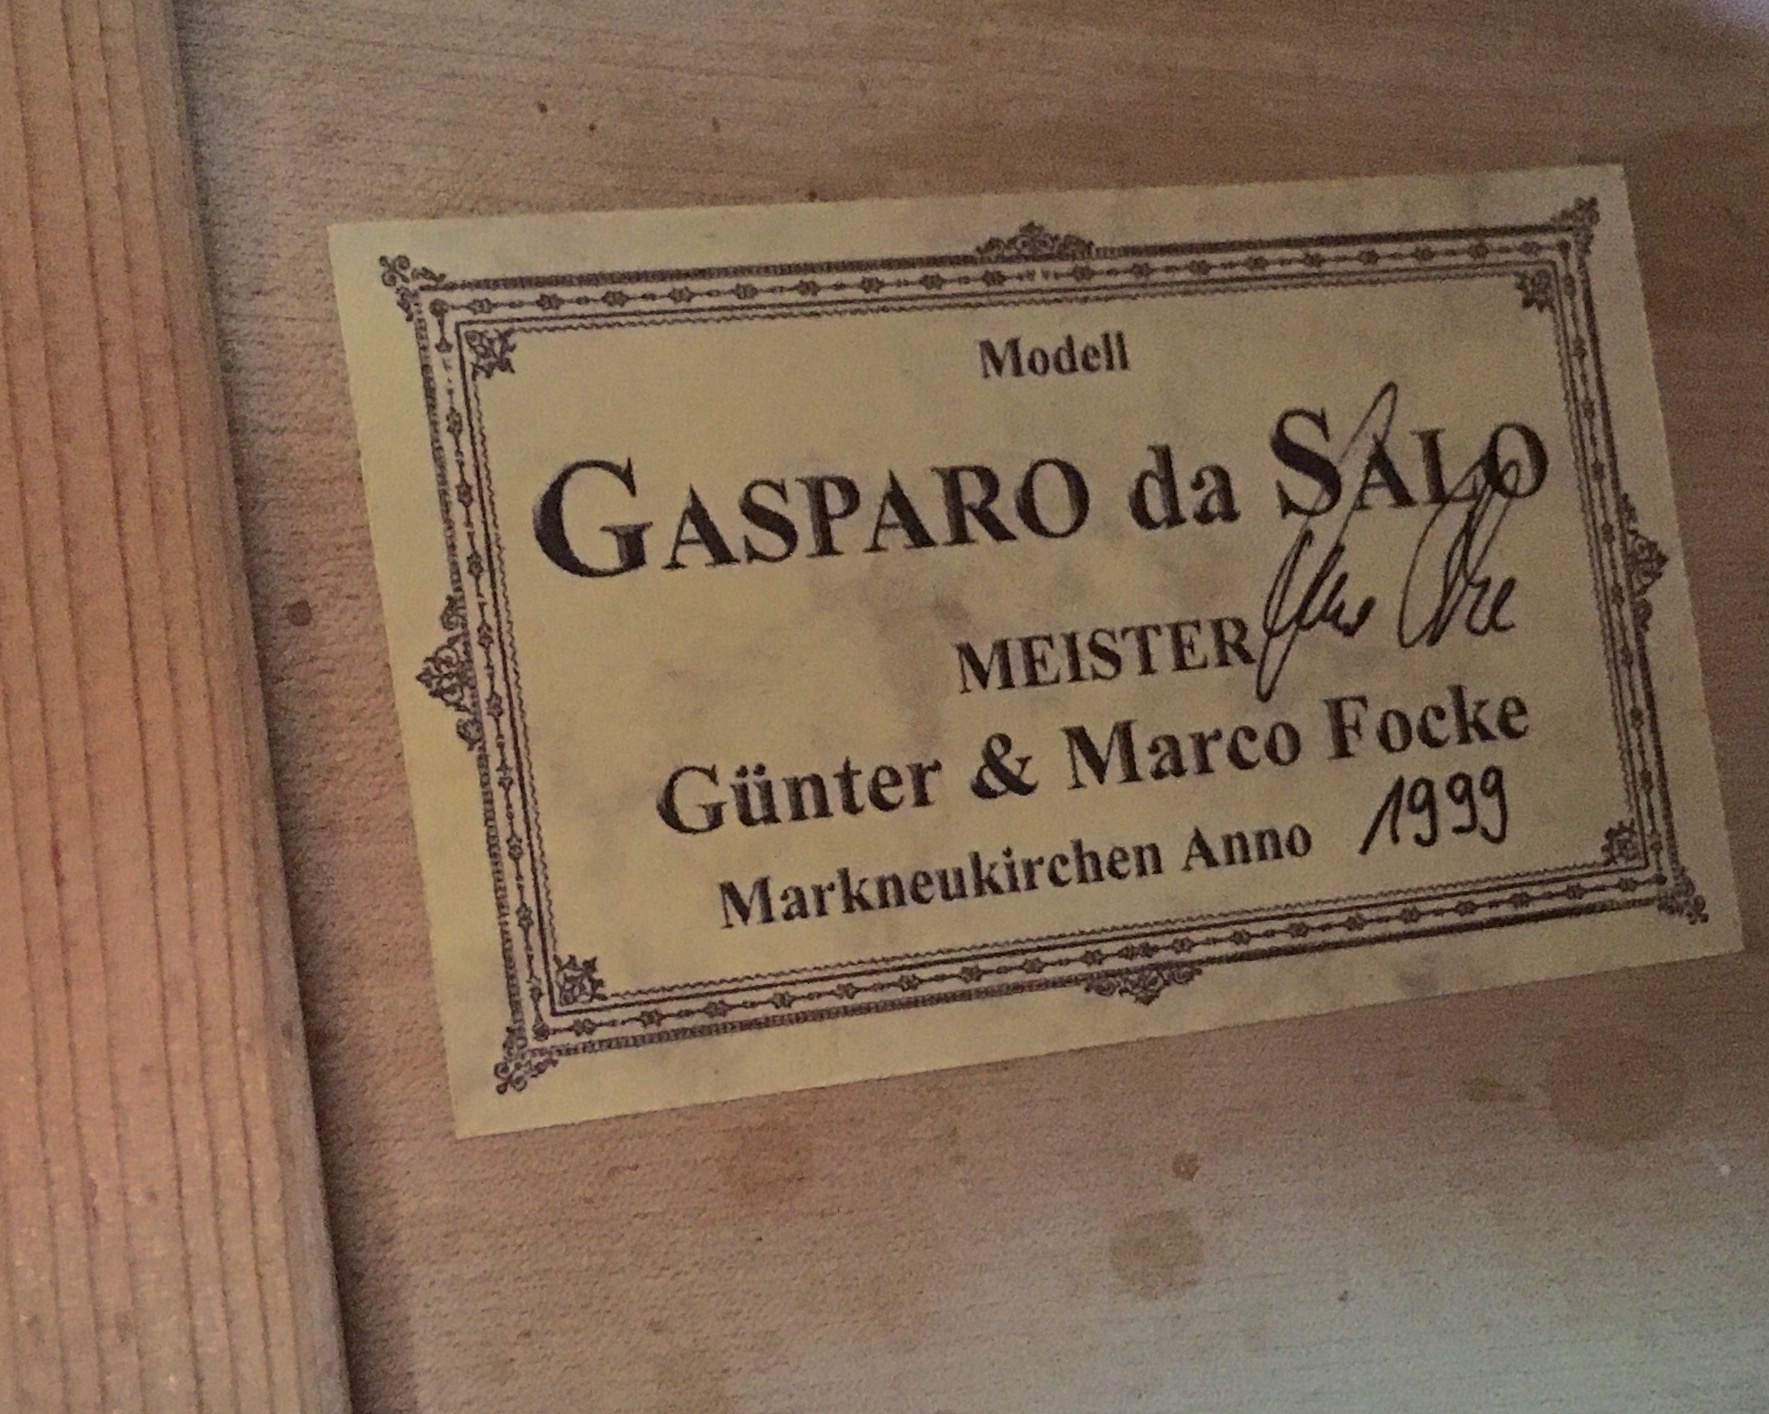 Modell
GASPARO da SALO
MEISTER
Günter & Marco Focke
Markneukirchen Anno 1999